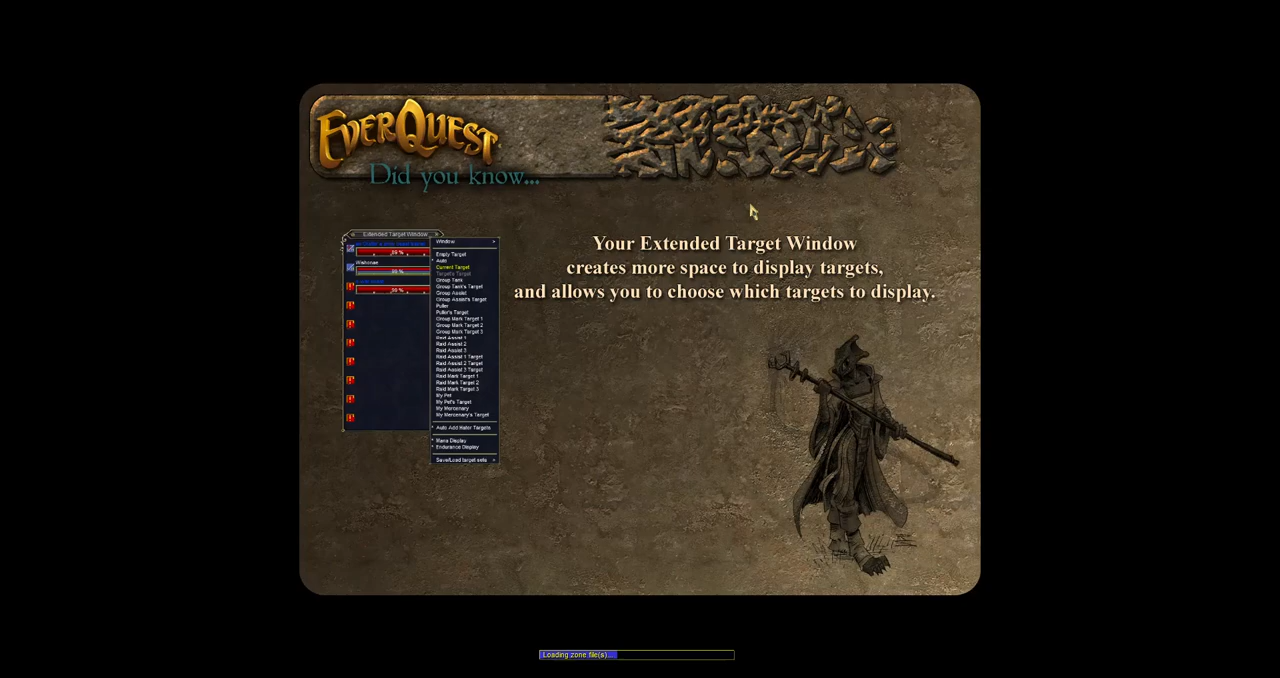 EverQuest
Did you know...
Extended Target Window
Your Extended Target Window
creates more space to display targets,
and allows you to choose which targets to display.
Window
Empty Target
Auto
Current Target
Target's Target
Group Tank
Group Tank's Target
Group Assist
Group Assist's Target
Puller
Puller's Target
Group Mark Target 1
Group Mark Target 2
Group Mark Target 3
Raid Assist 1
Raid Assist 2
Raid Assist 3
Raid Assist 1 Target
Raid Assist 2 Target
Raid Assist 3 Target
Raid Mark Target 1
Raid Mark Target 2
Raid Mark Target 3
My Pet
My Pet's Target
My Mercenary
My Mercenary's Target
Auto Add Hater Targets
Mana Display
Endurance Display
Save/Load target sets
Loading zone file(s)...